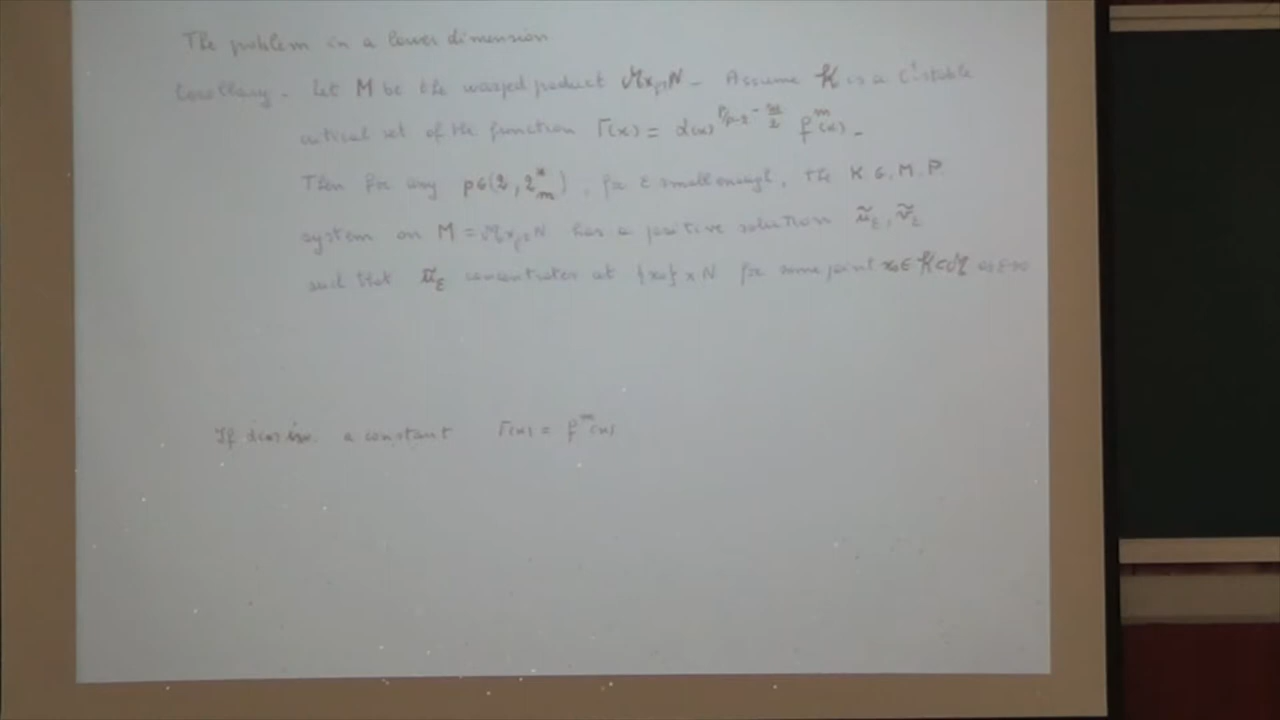 The problem in a lower dimension
Corollary - Let M be the warped product ℳ×_{f²}N - Assume 𝒦 is a C¹-stable
critical set of the function Γ(x) = α(x)^{p/p-2 - n/2} f^m(x) -
Then for any p∈(2, 2*_m), for ε small enough, the K.G.M.P.
system on M = ℳ×_{f²}N has a positive solution ũ_ε, ṽ_ε
such that ũ_ε concentrates at {x₀}×N for some point x₀∈𝒦⊂ℳ as ε→0
If α(x) is a constant Γ(x) = f^m(x)